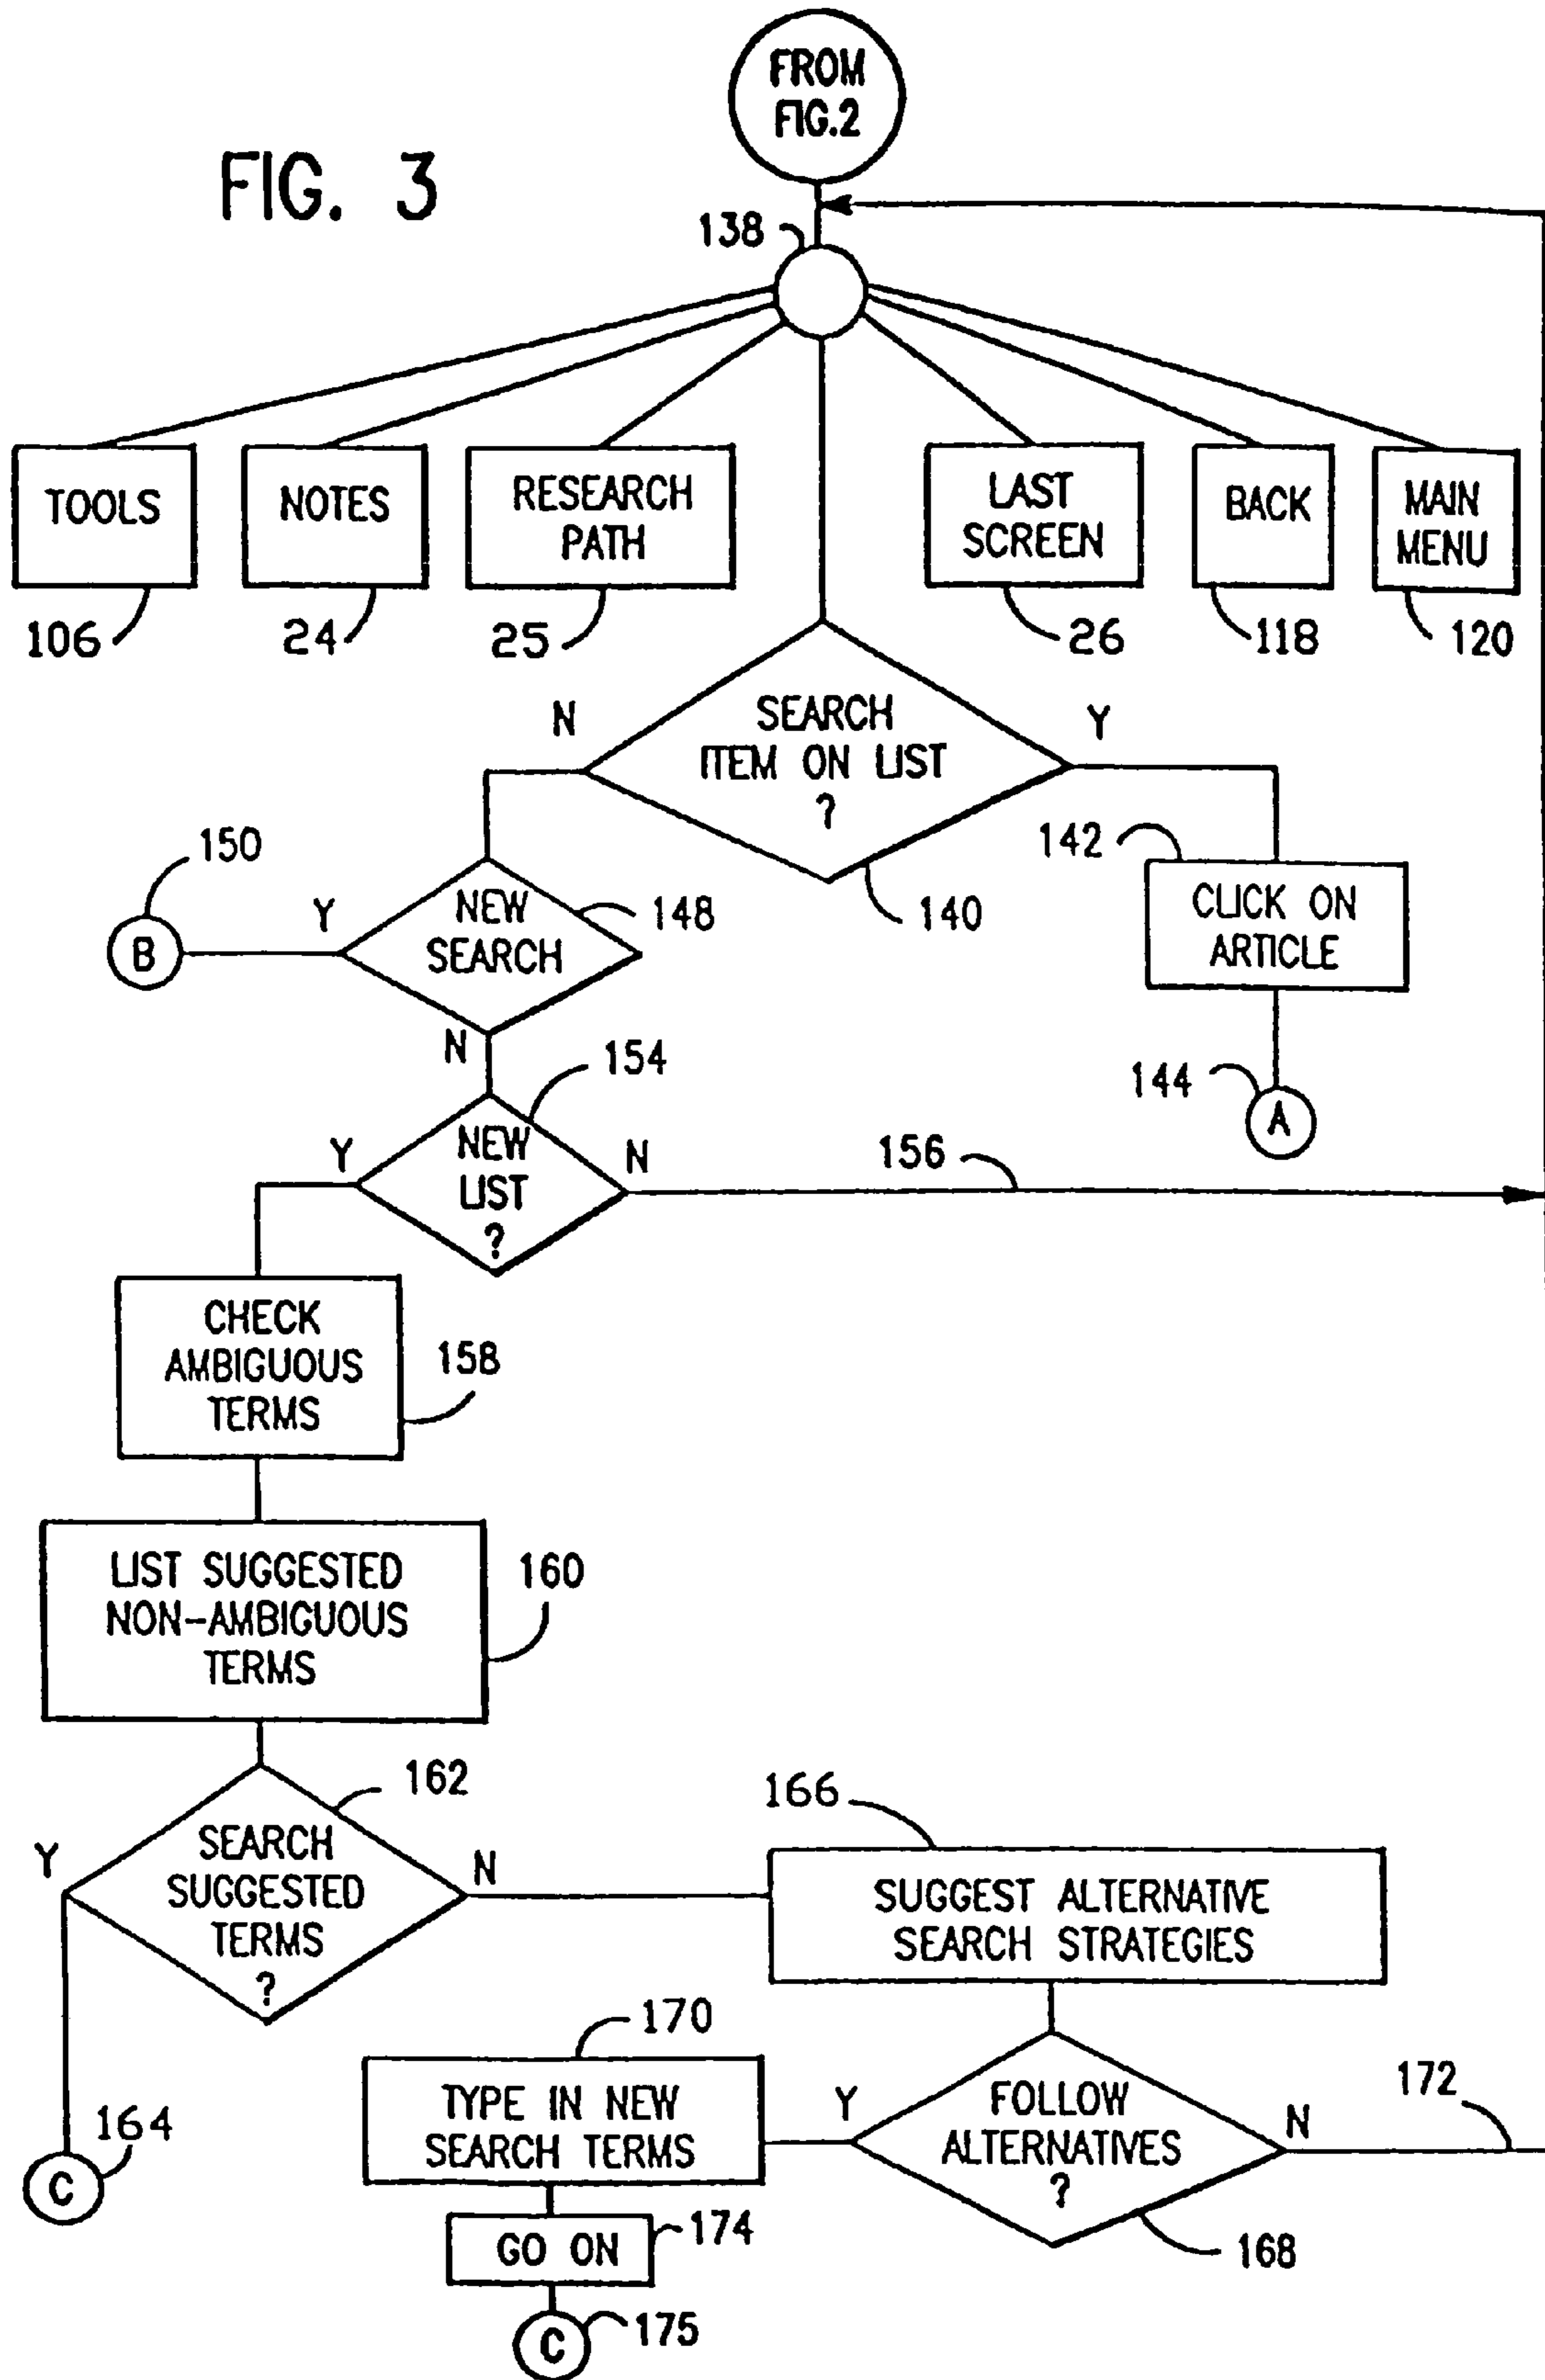 FROM
FIG.2
FIG. 3
138
TOOLS
NOTES
RESEARCH
PATH
LAST
SCREEN
BACK
MAIN
MENU
106
24
25
26
118
120
N
SEARCH
ITEM ON LIST
?
Y
140
142
CLICK ON
ARTICLE
144
A
150
B
Y
NEW
SEARCH
148
N
154
Y
NEW
LIST
?
N
156
CHECK
AMBIGUOUS
TERMS
158
LIST SUGGESTED
NON-AMBIGUOUS
TERMS
160
162
Y
SEARCH
SUGGESTED
TERMS
?
N
164
C
166
SUGGEST ALTERNATIVE
SEARCH STRATEGIES
170
TYPE IN NEW
SEARCH TERMS
Y
FOLLOW
ALTERNATIVES
?
N
172
168
GO ON
174
C
175